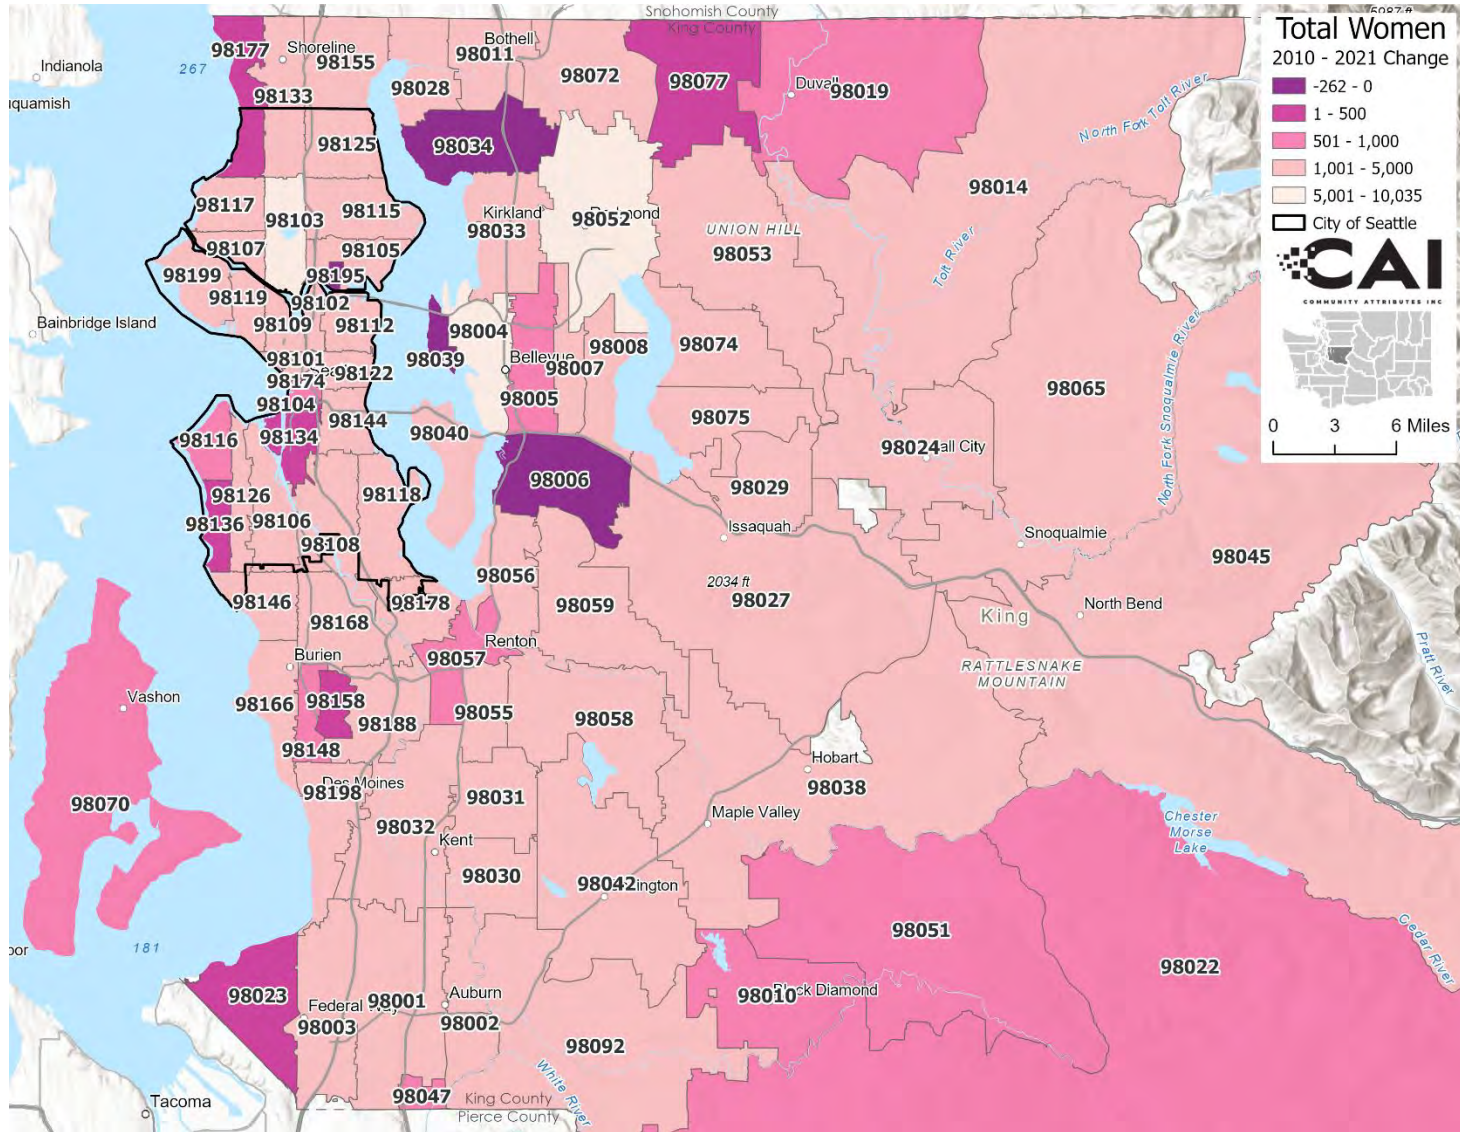 Snohomish County
King County
5987 ft
Total Women
2010 - 2021 Change
-262 - 0
1 - 500
501 - 1,000
1,001 - 5,000
5,001 - 10,035
City of Seattle
CAI
COMMUNITY ATTRIBUTES INC
0 3 6 Miles
Indianola
uquamish
267
98177
Shoreline
98155
98133
98028
Bothell
98011
98072
98077
Duvall
98019
North Fork Tolt River
98125
98034
98014
98117
98103
98115
Kirkland
98033
98052
UNION HILL
98053
Tolt River
98107
98105
98199
98195
98119
98102
98109
98112
Bainbridge Island
98039
98004
98008
98074
North Fork Snoqualmie River
98101
98122
98174
Bellevue
98007
98005
98065
98104
98144
98116
98134
98040
98075
98024
all City
98126
98118
98006
98029
98136
98106
Issaquah
Snoqualmie
98108
98045
98056
2034 ft
98027
98146
98178
98059
North Bend
King
98168
Renton
98057
Burien
RATTLESNAKE
MOUNTAIN
Pratt River
Vashon
98166
98158
98188
98055
98058
98148
Hobart
Des Moines
98198
98031
98038
98070
98032
Maple Valley
Chester
Morse
Lake
Kent
98030
98042
ington
98051
98022
Cedar River
oor
181
98023
Federal Way
98001
Auburn
98010
Black Diamond
98003
98002
98092
White River
98047
King County
Pierce County
Tacoma